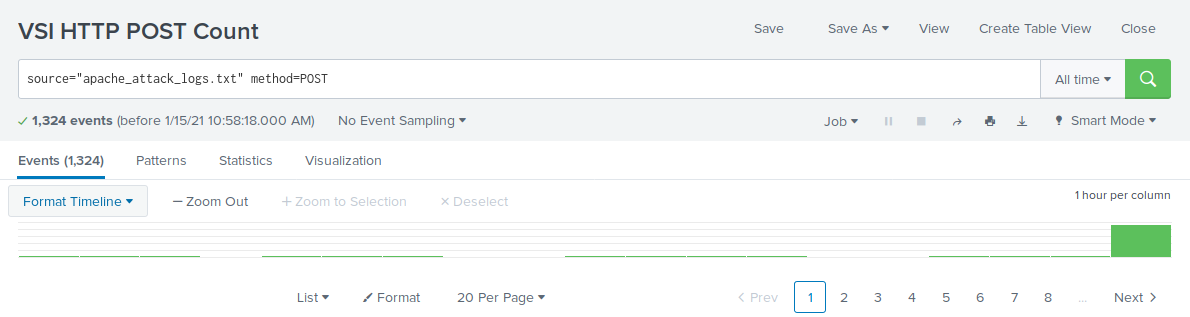 VSI HTTP POST Count
Save Save As View Create Table View Close
source="apache_attack_logs.txt" method=POST
All time
1,324 events (before 1/15/21 10:58:18.000 AM) No Event Sampling
Job Smart Mode
Events (1,324) Patterns Statistics Visualization
Format Timeline — Zoom Out + Zoom to Selection × Deselect
1 hour per column
List Format 20 Per Page
< Prev 1 2 3 4 5 6 7 8 ... Next >